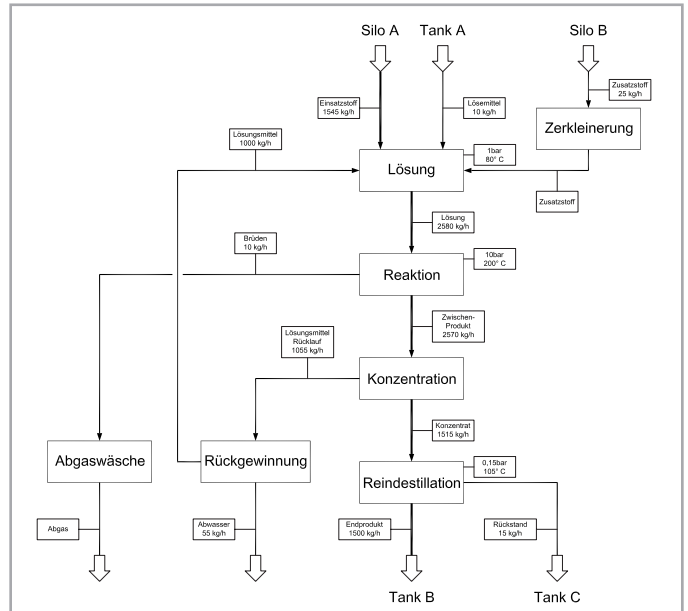 Silo A
Tank A
Silo B
Einsatzstoff
1545 kg/h
Lösemittel
10 kg/h
Zusatzstoff
25 kg/h
Zerkleinerung
Lösungsmittel
1000 kg/h
1bar
80° C
Lösung
Zusatzstoff
Lösung
2580 kg/h
Brüden
10 kg/h
10bar
200° C
Reaktion
Zwischen-
Produkt
2570 kg/h
Lösungsmittel
Rücklauf
1055 kg/h
Konzentration
Konzentrat
1515 kg/h
Abgaswäsche
Rückgewinnung
0,15bar
105° C
Reindestillation
Abgas
Abwasser
55 kg/h
Endprodukt
1500 kg/h
Rückstand
15 kg/h
Tank B
Tank C